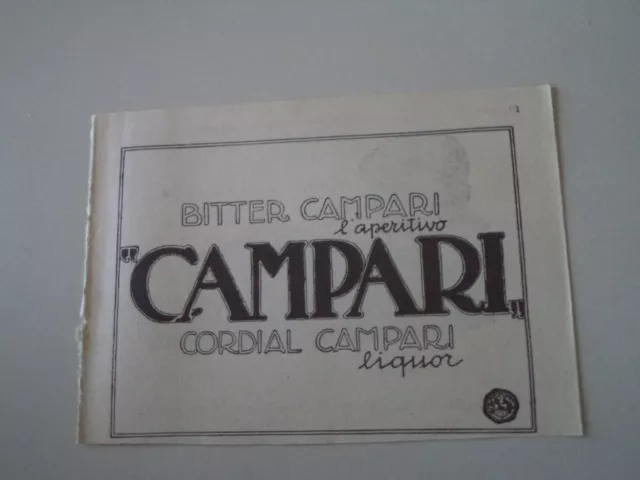 BITTER CAMPARI
l'aperitivo
"CAMPARI"
CORDIAL CAMPARI
liquor